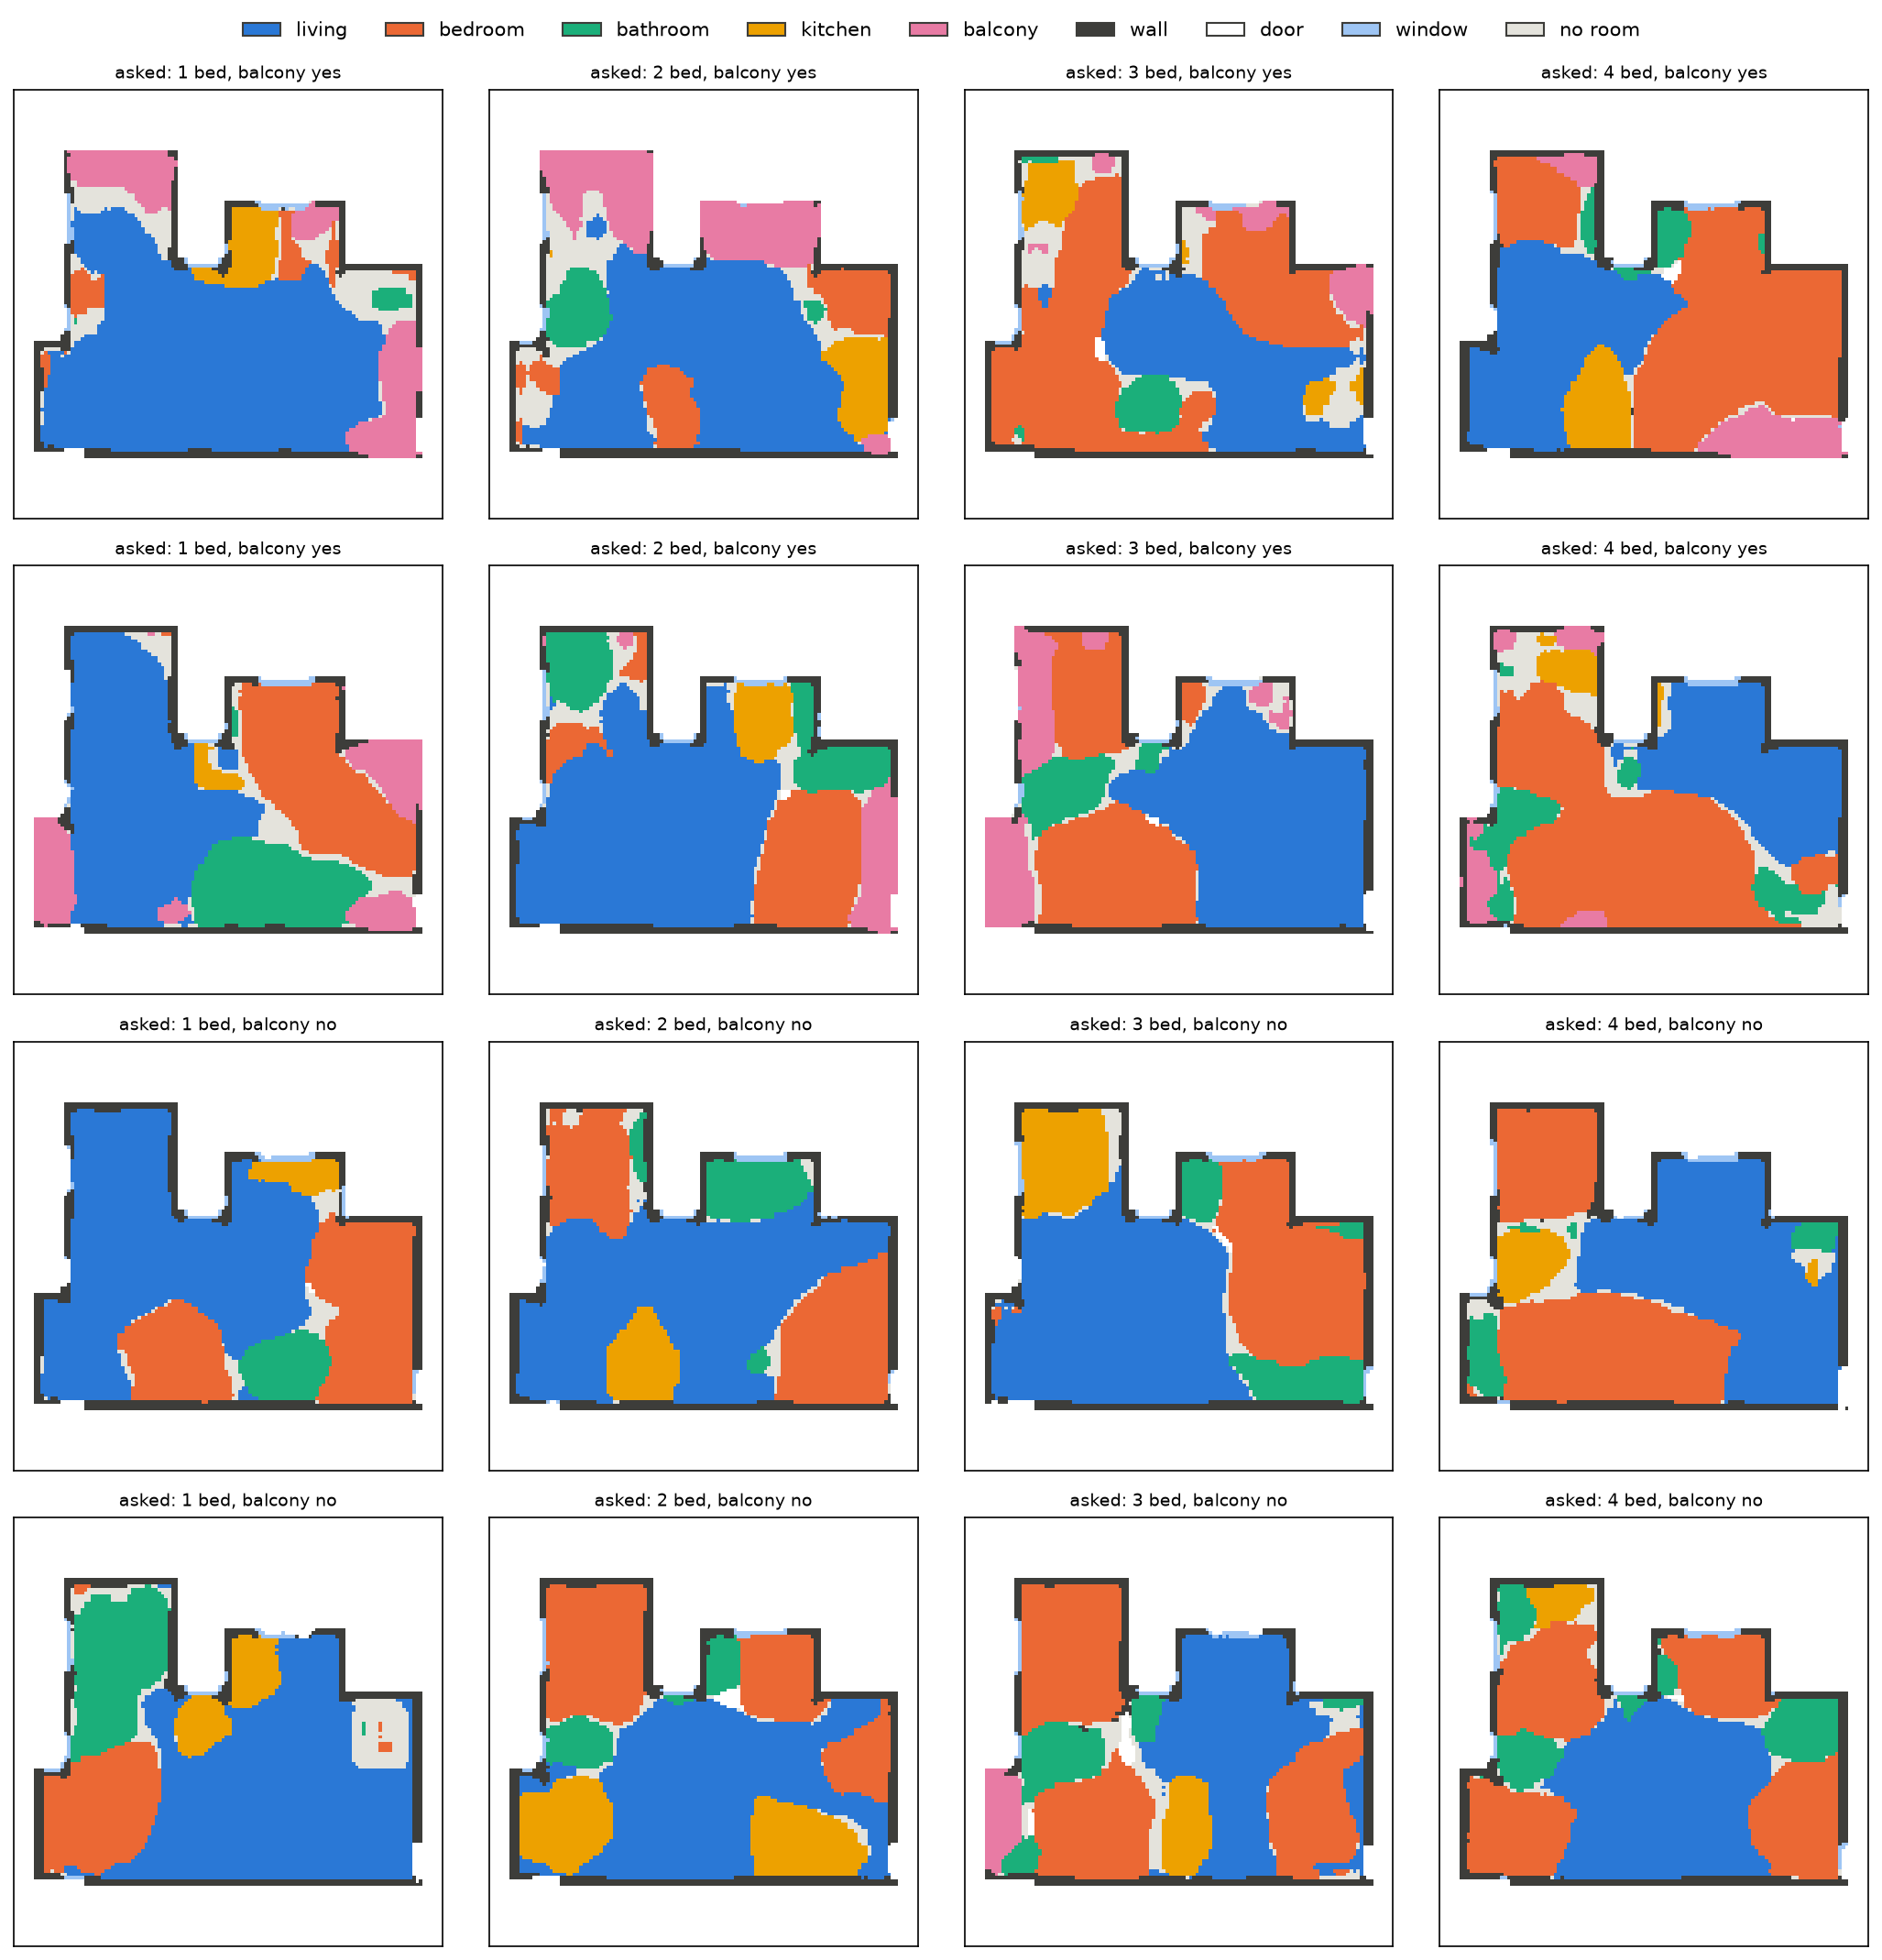 living bedroom bathroom kitchen balcony wall door window no room
asked: 1 bed, balcony yes
asked: 2 bed, balcony yes
asked: 3 bed, balcony yes
asked: 4 bed, balcony yes
asked: 1 bed, balcony yes
asked: 2 bed, balcony yes
asked: 3 bed, balcony yes
asked: 4 bed, balcony yes
asked: 1 bed, balcony no
asked: 2 bed, balcony no
asked: 3 bed, balcony no
asked: 4 bed, balcony no
asked: 1 bed, balcony no
asked: 2 bed, balcony no
asked: 3 bed, balcony no
asked: 4 bed, balcony no